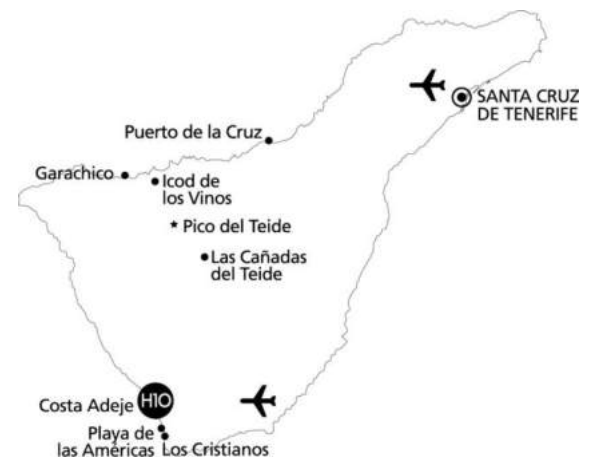 SANTA CRUZ
DE TENERIFE
Puerto de la Cruz
Garachico
Icod de
los Vinos
Pico del Teide
Las Cañadas
del Teide
H10
Costa Adeje
Playa de
las Américas
Los Cristianos